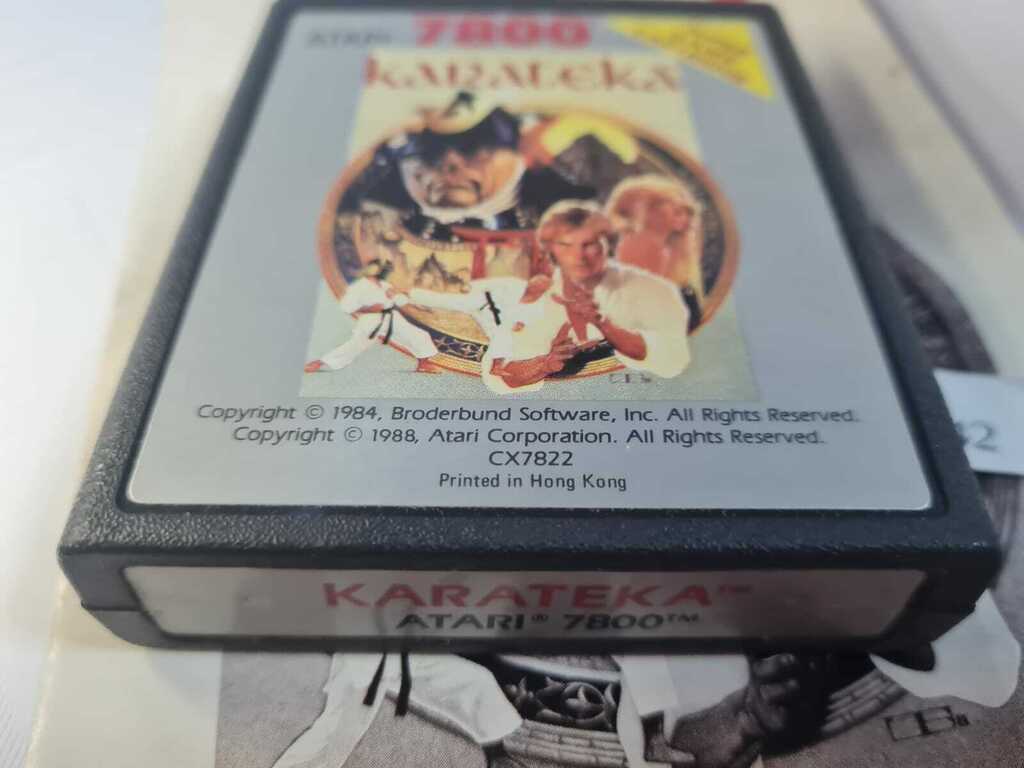 ATARI 7800
KARATEKA
Copyright © 1984, Broderbund Software, Inc. All Rights Reserved.
Copyright © 1988, Atari Corporation. All Rights Reserved.
CX7822
Printed in Hong Kong
KARATEKA™
ATARI® 7800™